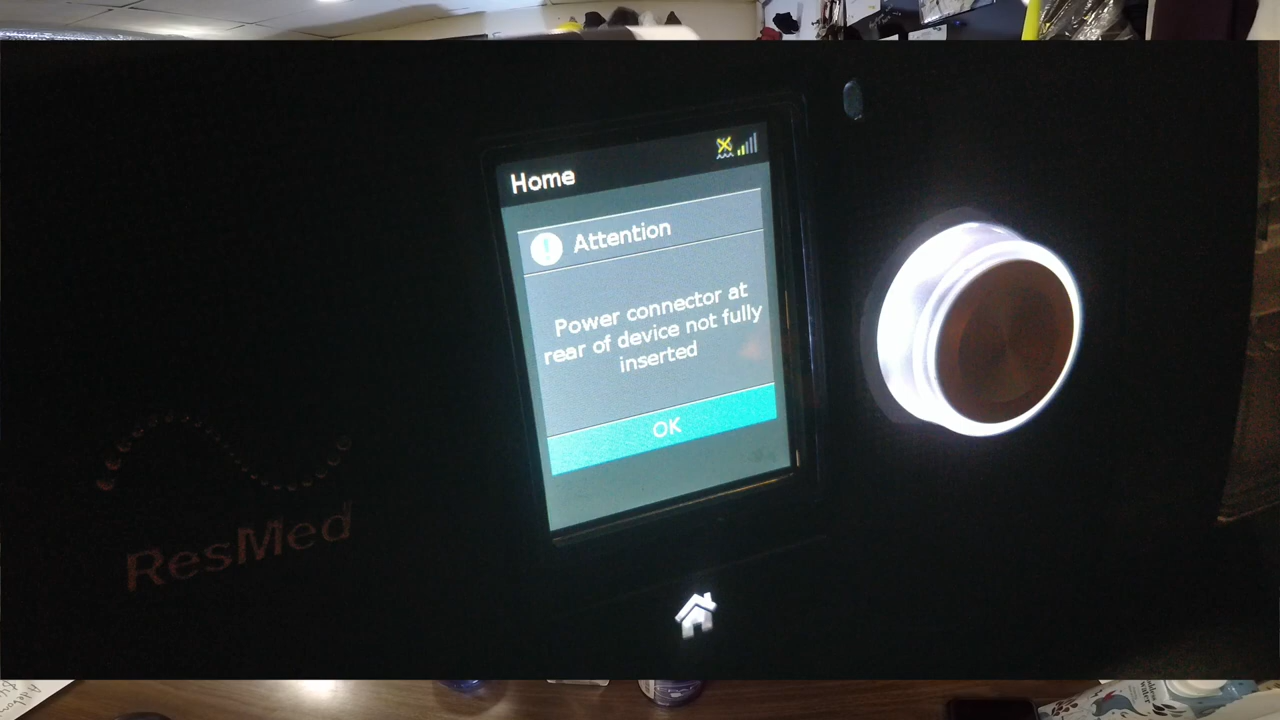 Home
Attention
Power connector at
rear of device not fully
inserted
OK
ResMed